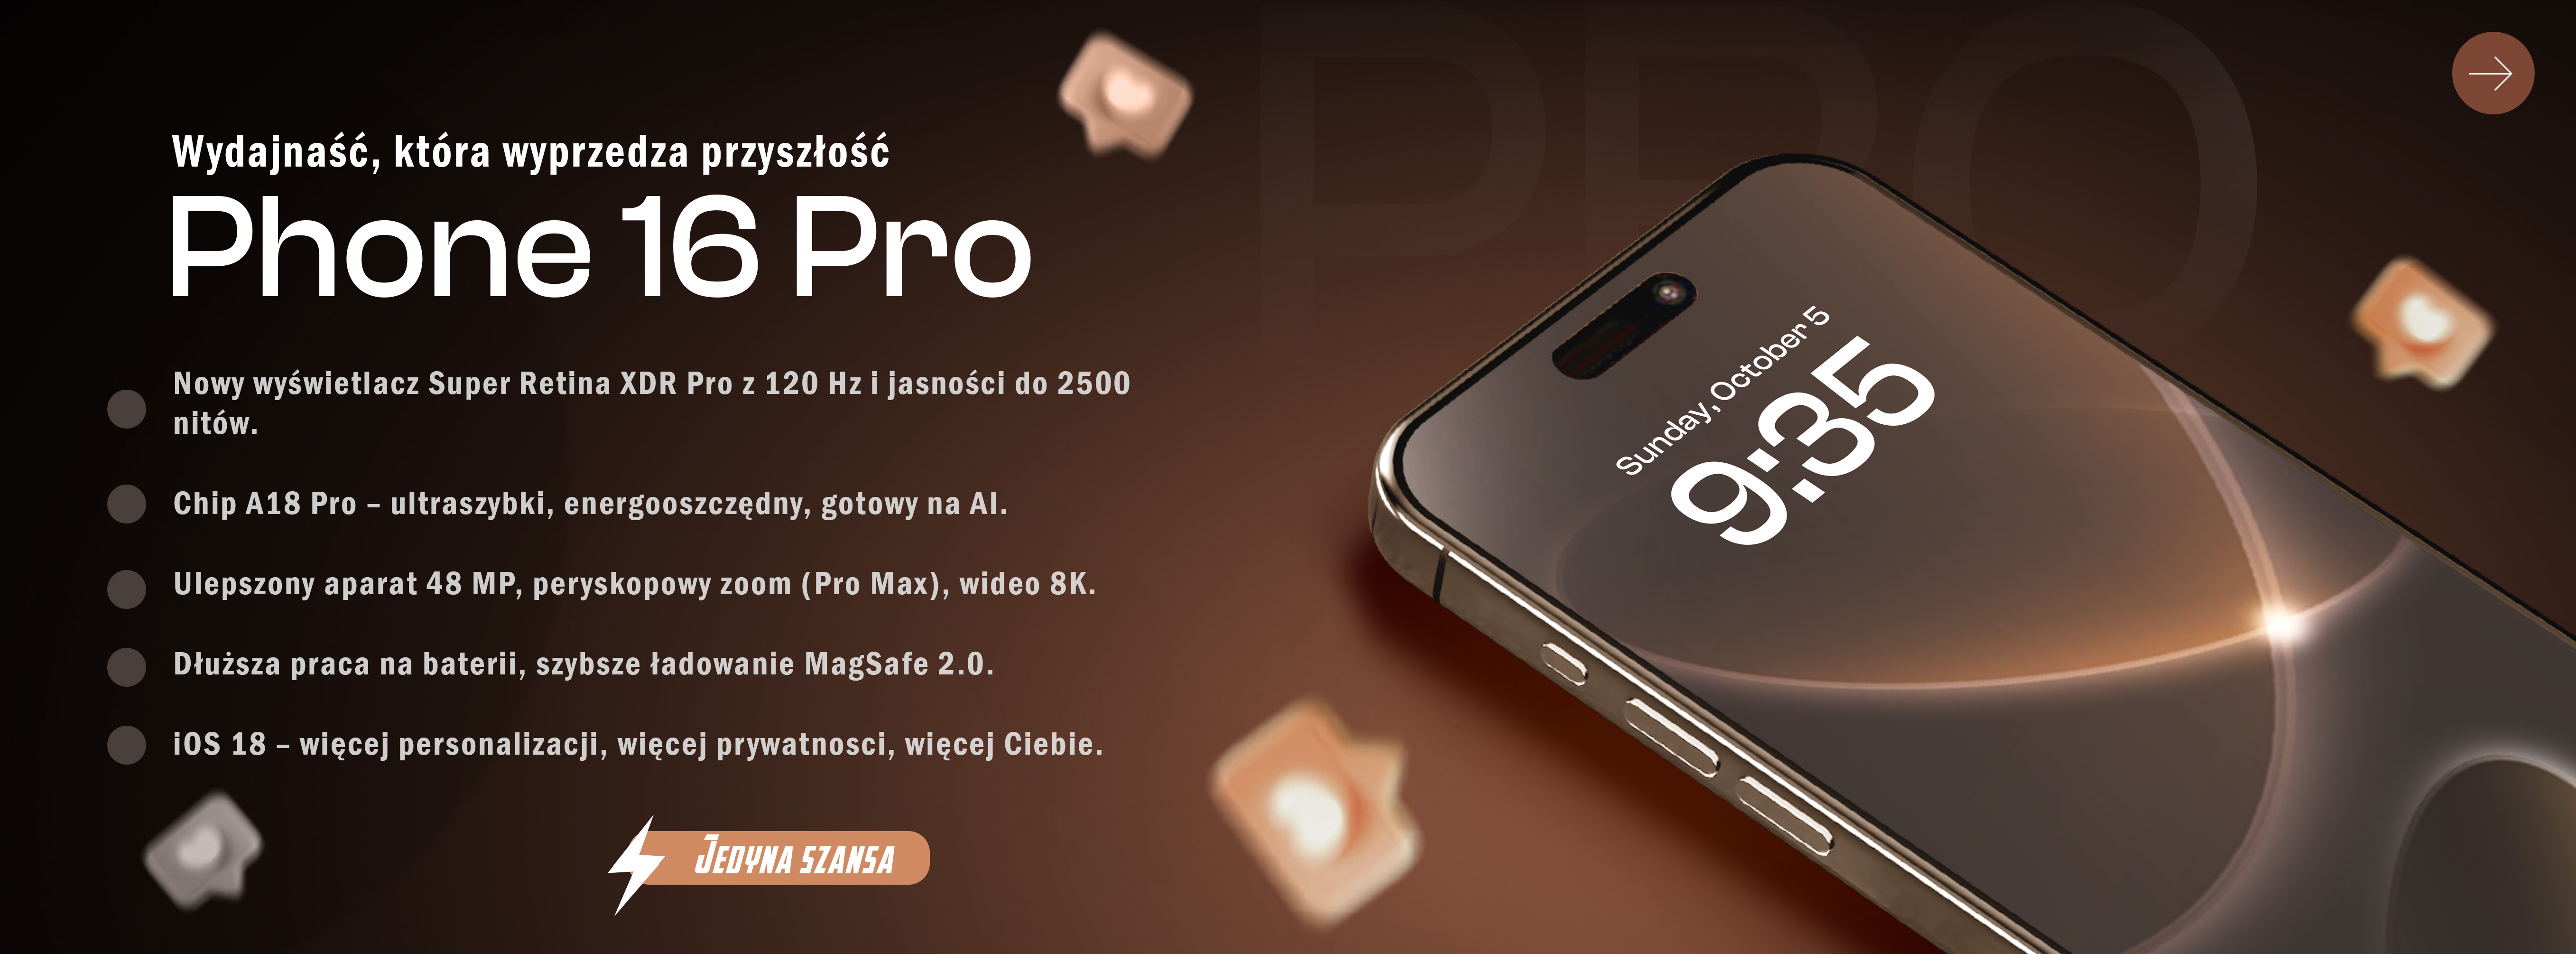 PRO
Wydajnaść, która wyprzedza przyszłość
Phone 16 Pro
Nowy wyświetlacz Super Retina XDR Pro z 120 Hz i jasności do 2500
nitów.
Chip A18 Pro – ultraszybki, energooszczędny, gotowy na AI.
Ulepszony aparat 48 MP, peryskopowy zoom (Pro Max), wideo 8K.
Dłuższa praca na baterii, szybsze ładowanie MagSafe 2.0.
iOS 18 – więcej personalizacji, więcej prywatnosci, więcej Ciebie.
JEDYNA SZANSA
Sunday, October 5
9:35